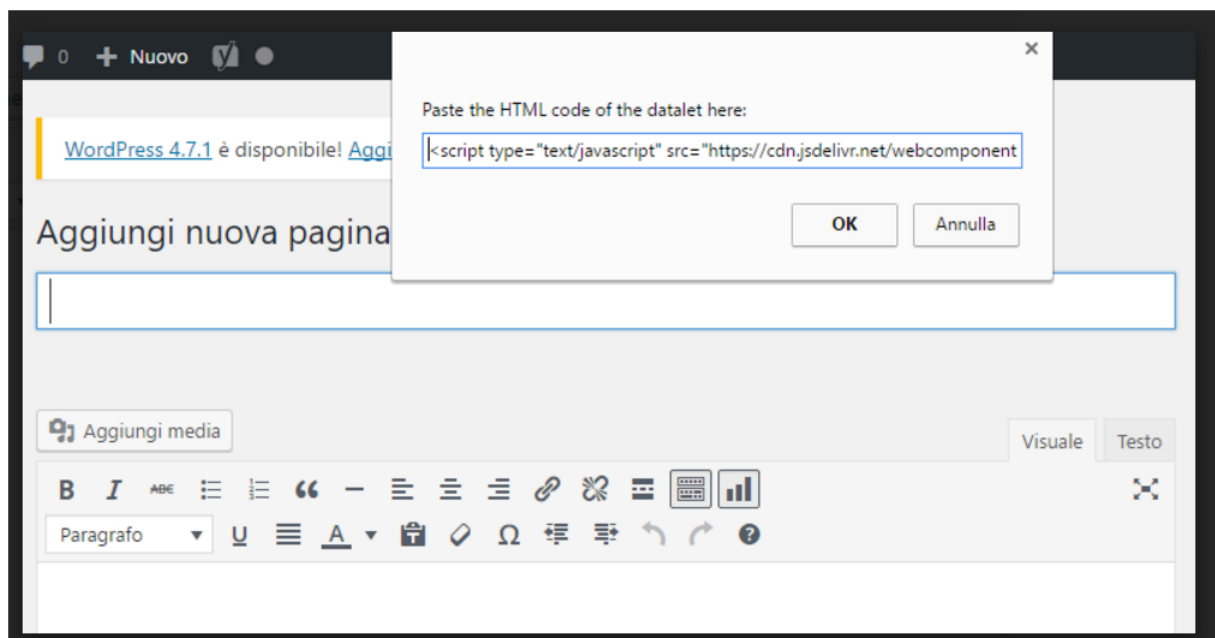 0 + Nuovo
Paste the HTML code of the datalet here:
WordPress 4.7.1 è disponibile! Aggi
<script type="text/javascript" src="https://cdn.jsdelivr.net/webcomponent
OK Annulla
Aggiungi nuova pagina
Aggiungi media
Visuale Testo
B I ABE
Paragrafo U A T Ω